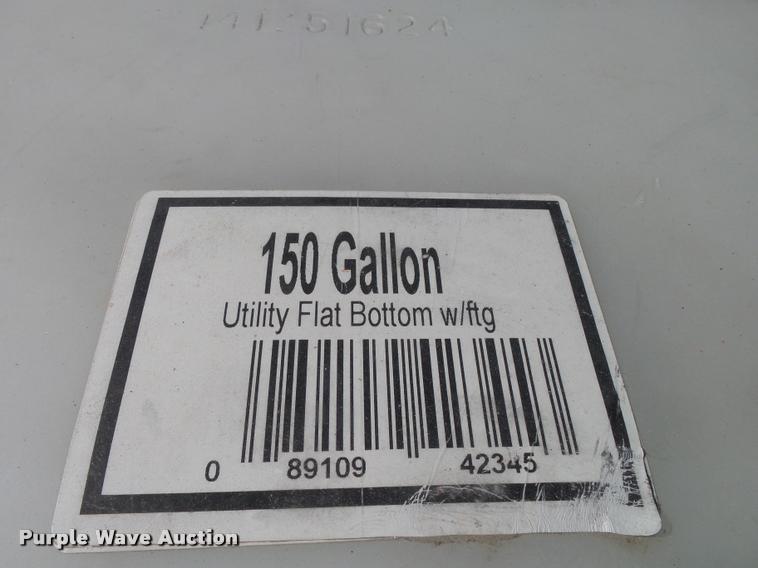 150 Gallon
Utility Flat Bottom w/ftg
0 89109 42345
Purple Wave Auction